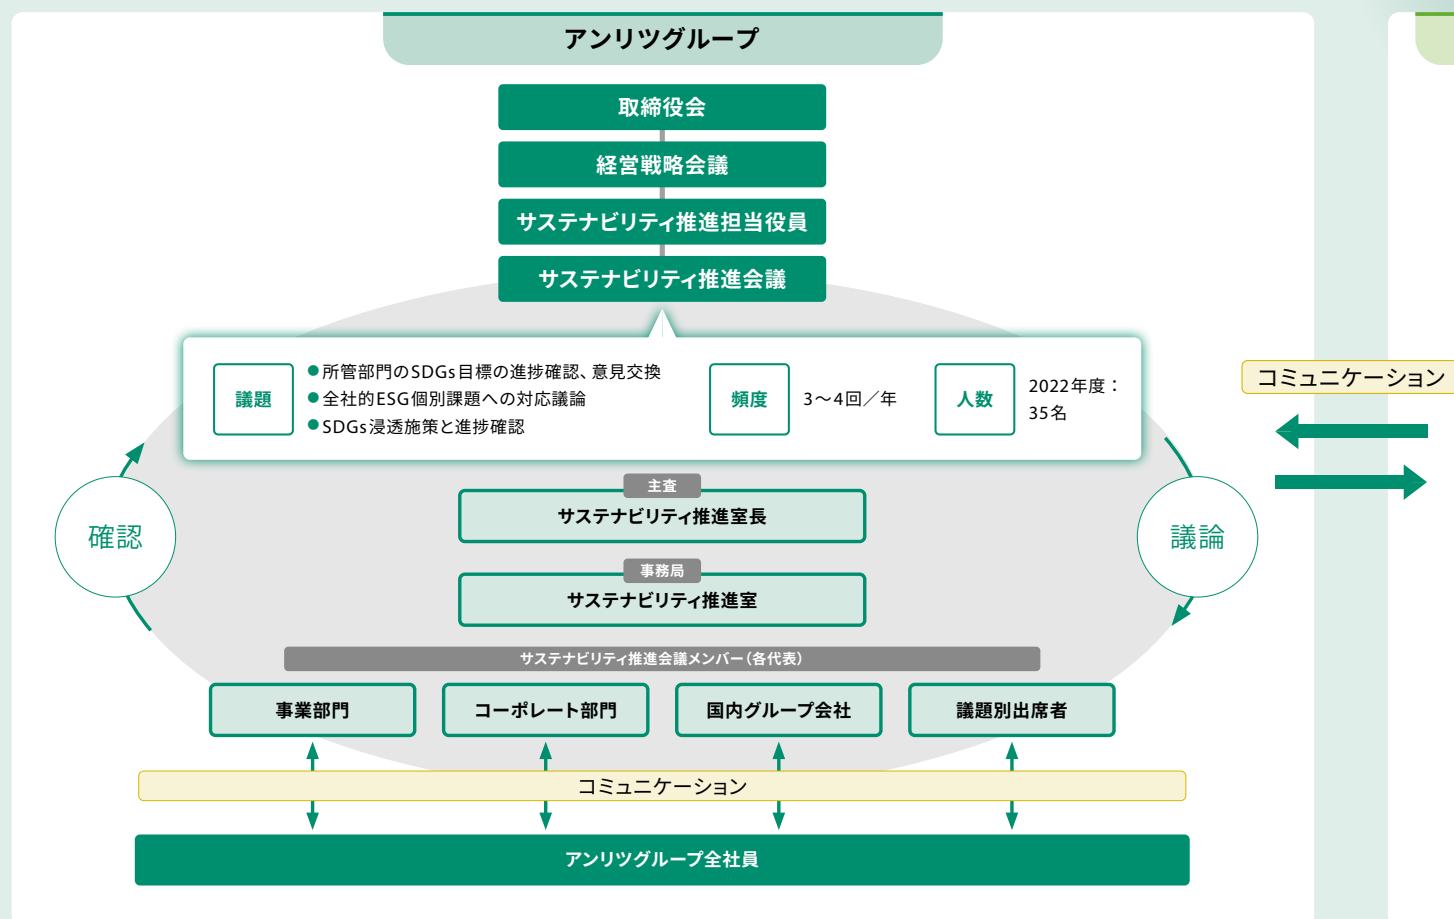 アンリツグループ
取締役会
経営戦略会議
サステナビリティ推進担当役員
サステナビリティ推進会議
議題
●所管部門のSDGs目標の進捗確認、意見交換
●全社的ESG個別課題への対応議論
●SDGs浸透施策と進捗確認
頻度
3～4回／年
人数
2022年度：
35名
コミュニケーション
確認
議論
主査
サステナビリティ推進室長
事務局
サステナビリティ推進室
サステナビリティ推進会議メンバー（各代表）
事業部門
コーポレート部門
国内グループ会社
議題別出席者
コミュニケーション
アンリツグループ全社員